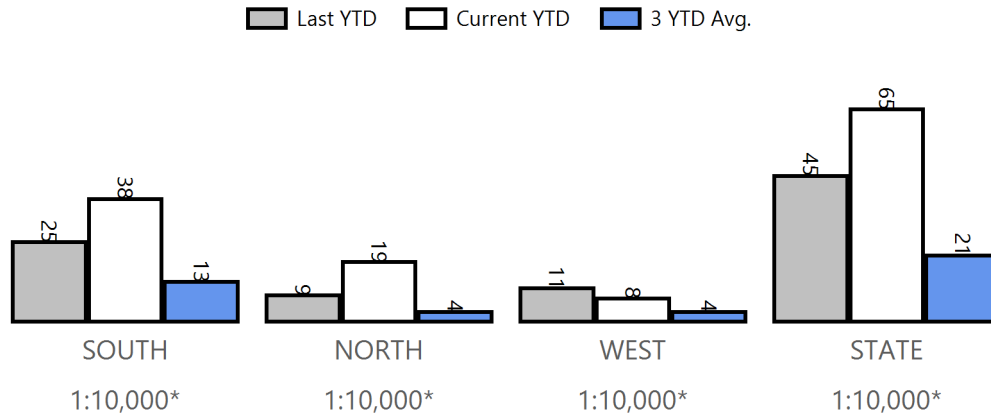 Last YTD Current YTD 3 YTD Avg.
25 38 13 9 19 4 11 8 4 45 65 21
SOUTH NORTH WEST STATE
1:10,000* 1:10,000* 1:10,000* 1:10,000*